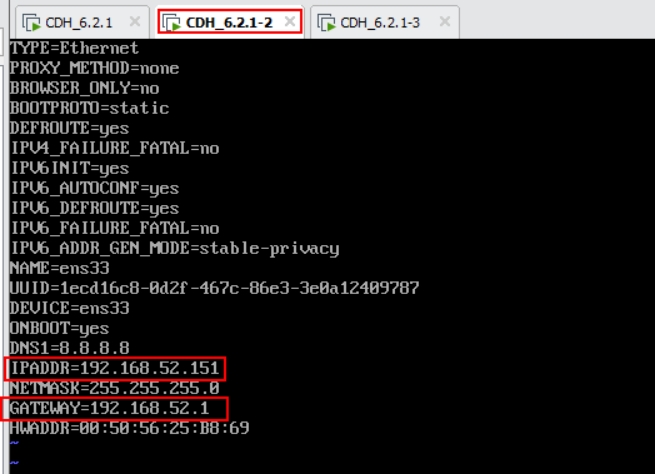 CDH_6.2.1 CDH_6.2.1-2 CDH_6.2.1-3
TYPE=Ethernet
PROXY_METHOD=none
BROWSER_ONLY=no
BOOTPROTO=static
DEFROUTE=yes
IPV4_FAILURE_FATAL=no
IPV6INIT=yes
IPV6_AUTOCONF=yes
IPV6_DEFROUTE=yes
IPV6_FAILURE_FATAL=no
IPV6_ADDR_GEN_MODE=stable-privacy
NAME=ens33
UUID=1ecd16c8-0d2f-467c-86e3-3e0a12409787
DEVICE=ens33
ONBOOT=yes
DNS1=8.8.8.8
IPADDR=192.168.52.151
NETMASK=255.255.255.0
GATEWAY=192.168.52.1
HWADDR=00:50:56:25:B8:69
~
~